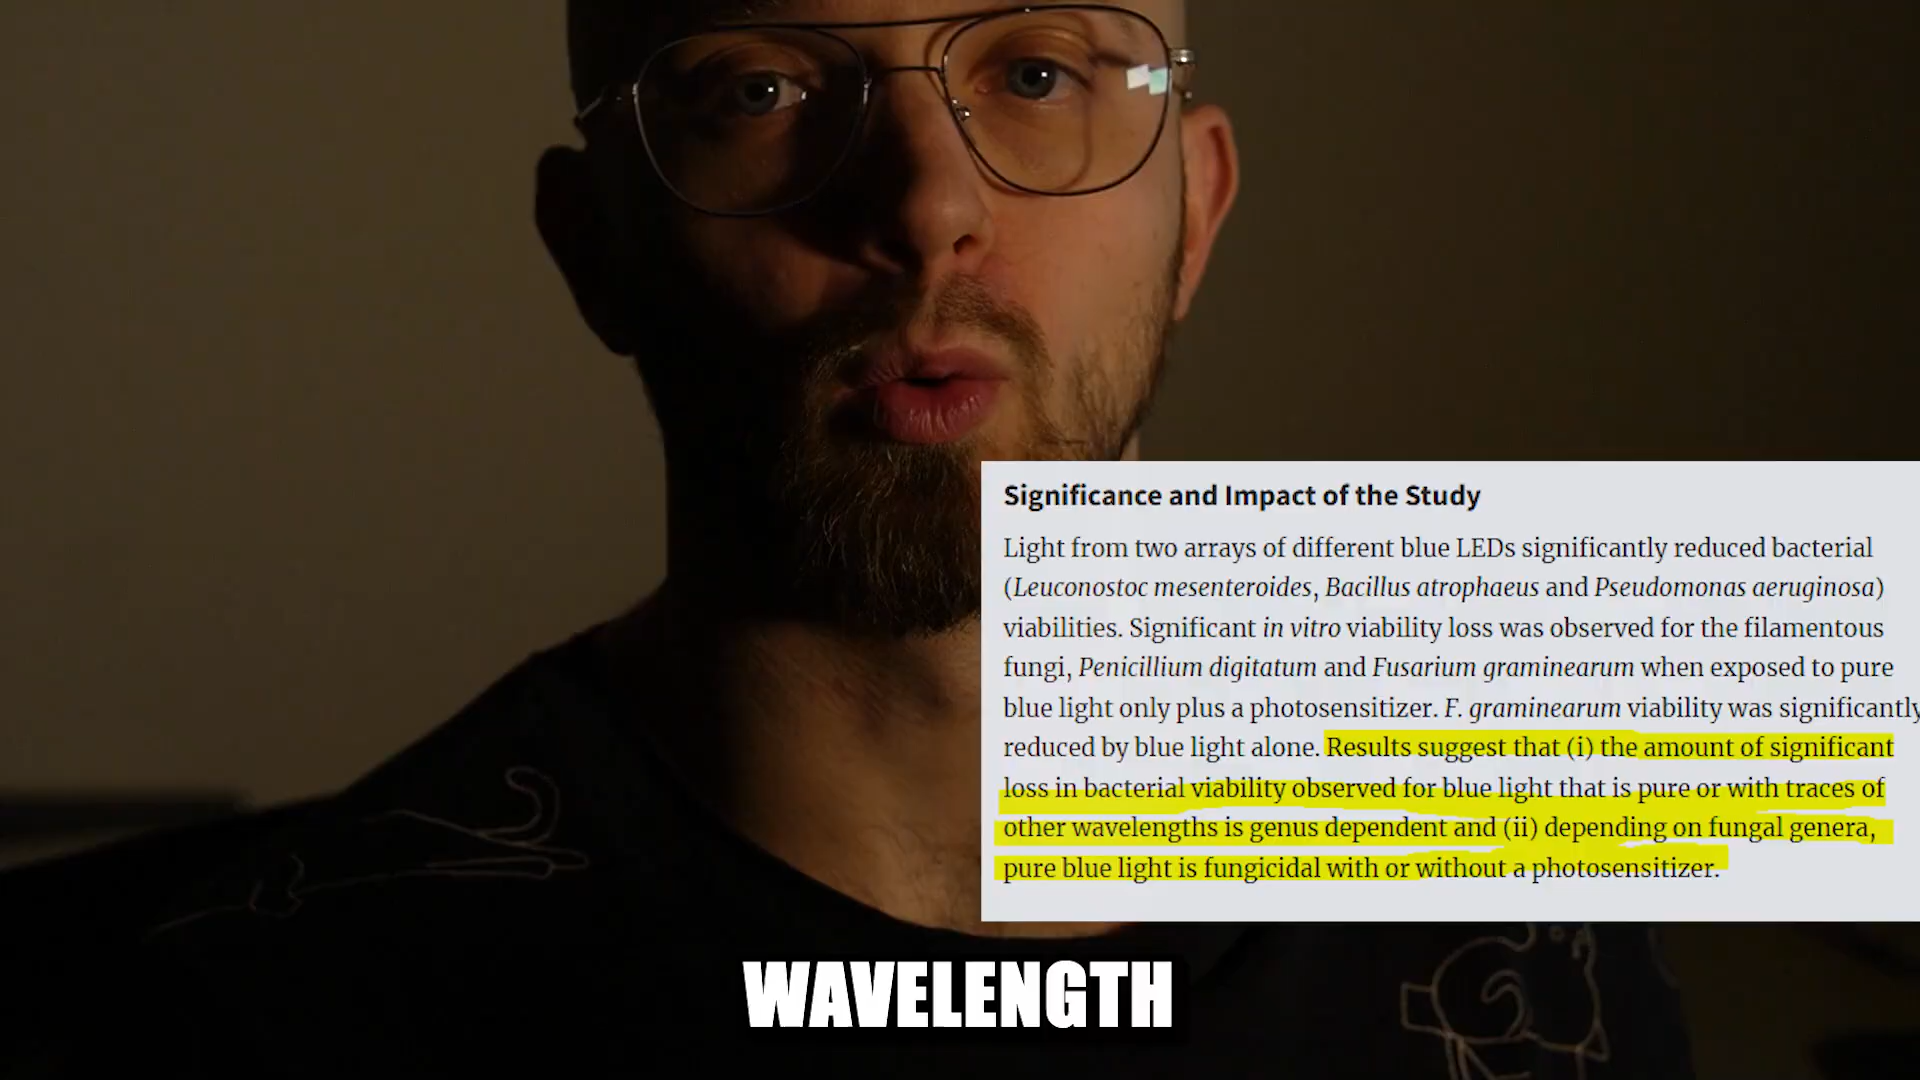 Significance and Impact of the Study
Light from two arrays of different blue LEDs significantly reduced bacterial
(Leuconostoc mesenteroides, Bacillus atrophaeus and Pseudomonas aeruginosa)
viabilities. Significant in vitro viability loss was observed for the filamentous
fungi, Penicillium digitatum and Fusarium graminearum when exposed to pure
blue light only plus a photosensitizer. F. graminearum viability was significantly
reduced by blue light alone. Results suggest that (i) the amount of significant
loss in bacterial viability observed for blue light that is pure or with traces of
other wavelengths is genus dependent and (ii) depending on fungal genera,
pure blue light is fungicidal with or without a photosensitizer.
WAVELENGTH